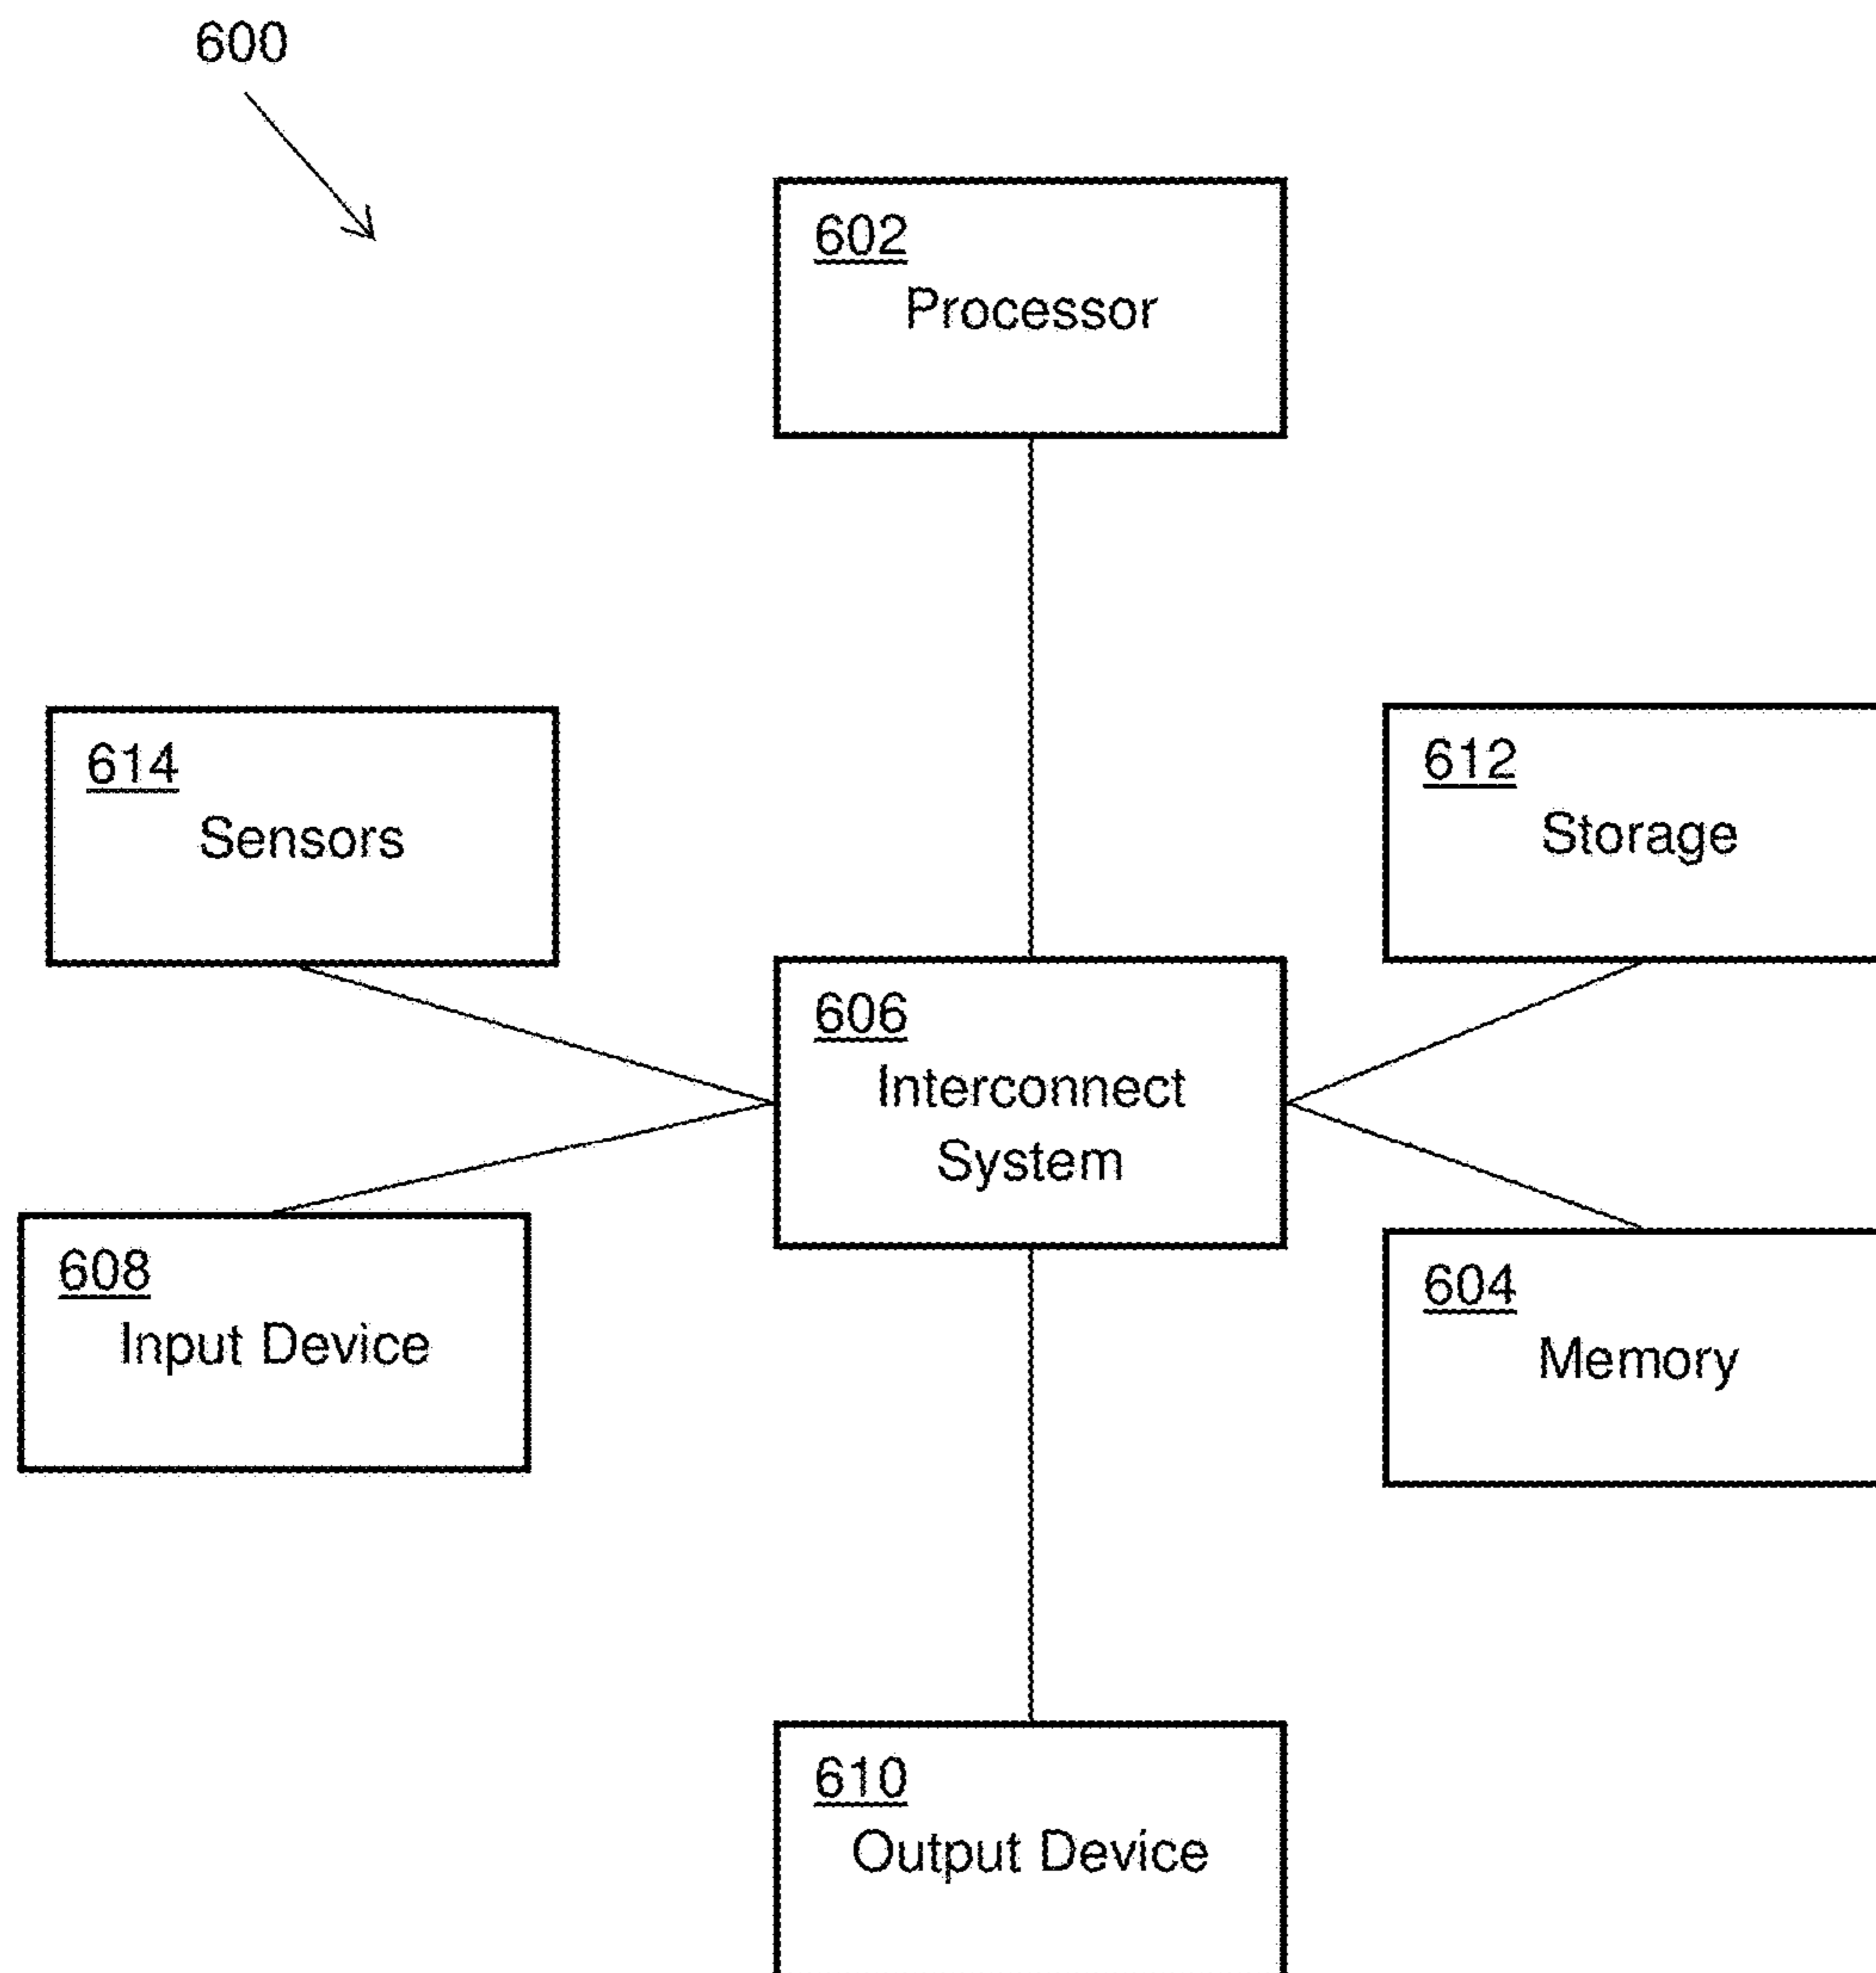 600
602
Processor
614
Sensors
612
Storage
606
Interconnect
System
608
Input Device
604
Memory
610
Output Device